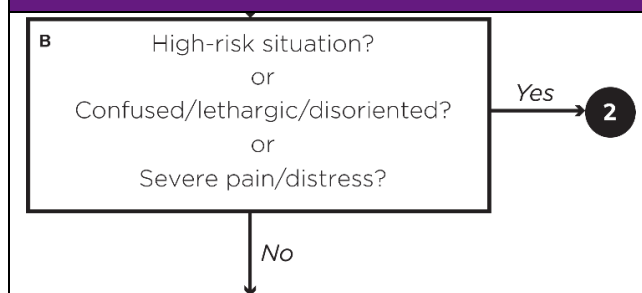 B
High-risk situation?
or
Confused/lethargic/disoriented?
or
Severe pain/distress?
Yes
2
No